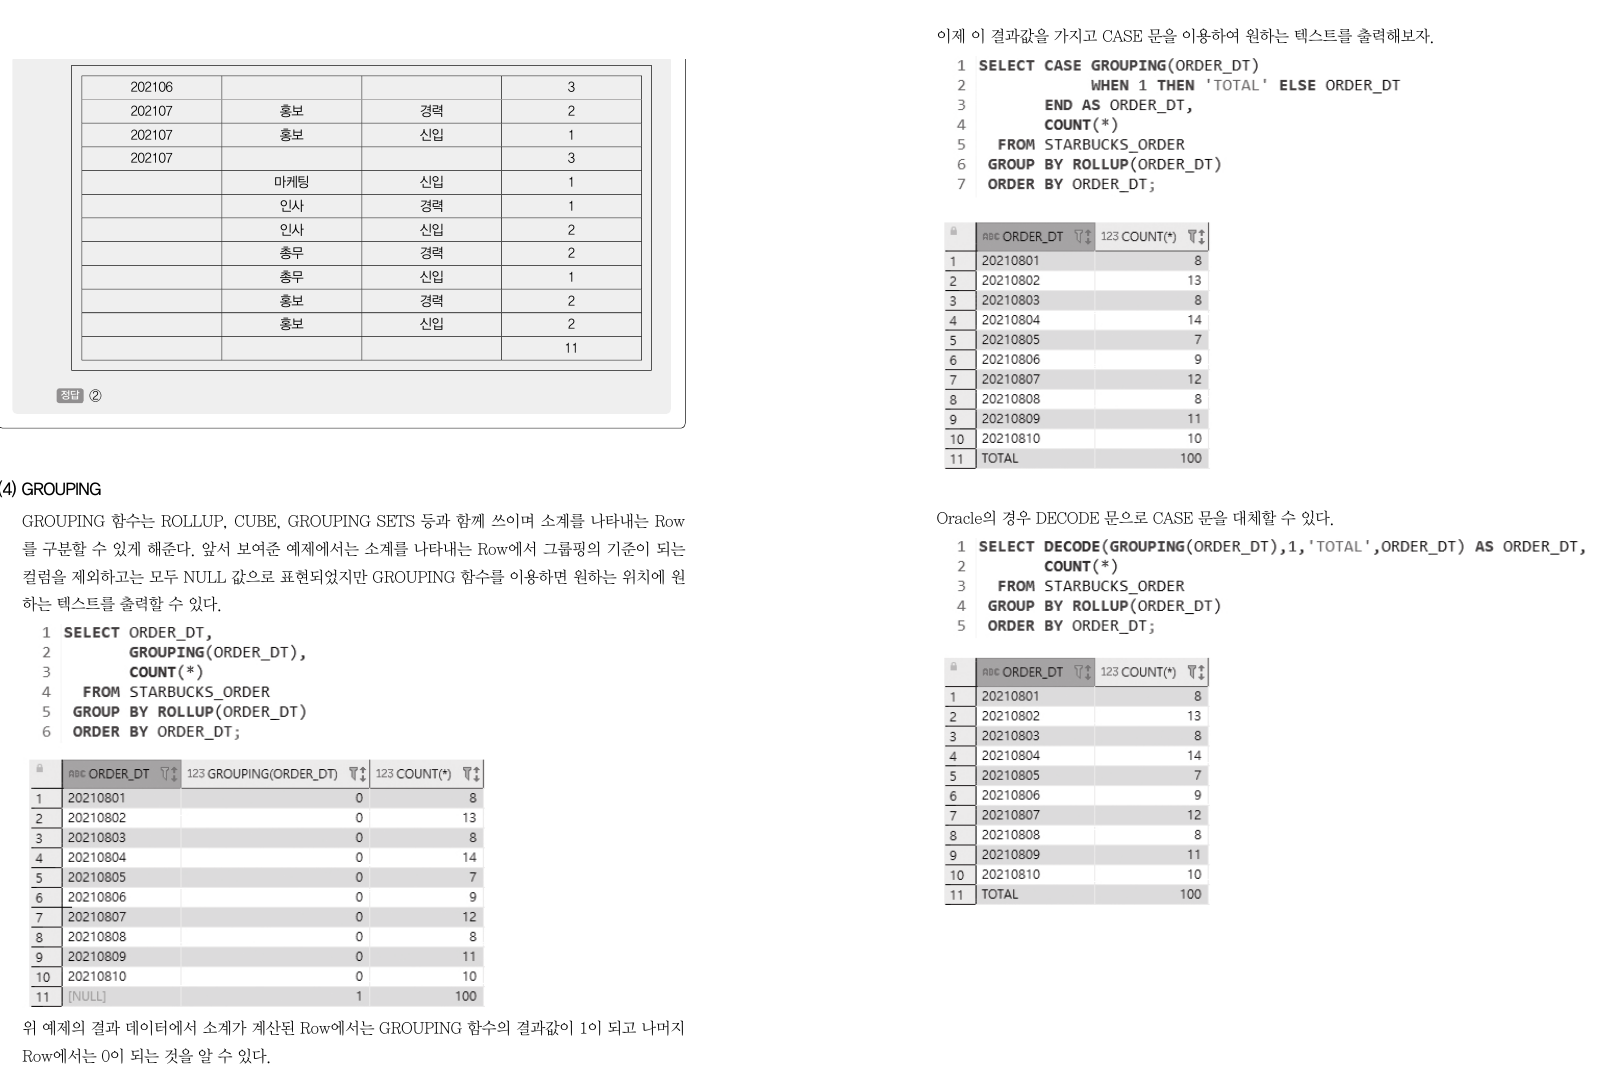 202106 3
202107 홍보 경력 2
202107 홍보 신입 1
202107 3
마케팅 신입 1
인사 경력 1
인사 신입 2
총무 경력 2
총무 신입 1
홍보 경력 2
홍보 신입 2
11
정답 ②
(4) GROUPING
GROUPING 함수는 ROLLUP, CUBE, GROUPING SETS 등과 함께 쓰이며 소계를 나타내는 Row
를 구분할 수 있게 해준다. 앞서 보여준 예제에서는 소계를 나타내는 Row에서 그룹핑의 기준이 되는
컬럼을 제외하고는 모두 NULL 값으로 표현되었지만 GROUPING 함수를 이용하면 원하는 위치에 원
하는 텍스트를 출력할 수 있다.
1 SELECT ORDER_DT,
2 GROUPING(ORDER_DT),
3 COUNT(*)
4 FROM STARBUCKS_ORDER
5 GROUP BY ROLLUP(ORDER_DT)
6 ORDER BY ORDER_DT;
ABC ORDER_DT 123 GROUPING(ORDER_DT) 123 COUNT(*)
1 20210801 0 8
2 20210802 0 13
3 20210803 0 8
4 20210804 0 14
5 20210805 0 7
6 20210806 0 9
7 20210807 0 12
8 20210808 0 8
9 20210809 0 11
10 20210810 0 10
11 [NULL] 1 100
위 예제의 결과 데이터에서 소계가 계산된 Row에서는 GROUPING 함수의 결과값이 1이 되고 나머지
Row에서는 0이 되는 것을 알 수 있다.
이제 이 결과값을 가지고 CASE 문을 이용하여 원하는 텍스트를 출력해보자.
1 SELECT CASE GROUPING(ORDER_DT)
2 WHEN 1 THEN 'TOTAL' ELSE ORDER_DT
3 END AS ORDER_DT,
4 COUNT(*)
5 FROM STARBUCKS_ORDER
6 GROUP BY ROLLUP(ORDER_DT)
7 ORDER BY ORDER_DT;
ABC ORDER_DT 123 COUNT(*)
1 20210801 8
2 20210802 13
3 20210803 8
4 20210804 14
5 20210805 7
6 20210806 9
7 20210807 12
8 20210808 8
9 20210809 11
10 20210810 10
11 TOTAL 100
Oracle의 경우 DECODE 문으로 CASE 문을 대체할 수 있다.
1 SELECT DECODE(GROUPING(ORDER_DT),1,'TOTAL',ORDER_DT) AS ORDER_DT,
2 COUNT(*)
3 FROM STARBUCKS_ORDER
4 GROUP BY ROLLUP(ORDER_DT)
5 ORDER BY ORDER_DT;
ABC ORDER_DT 123 COUNT(*)
1 20210801 8
2 20210802 13
3 20210803 8
4 20210804 14
5 20210805 7
6 20210806 9
7 20210807 12
8 20210808 8
9 20210809 11
10 20210810 10
11 TOTAL 100